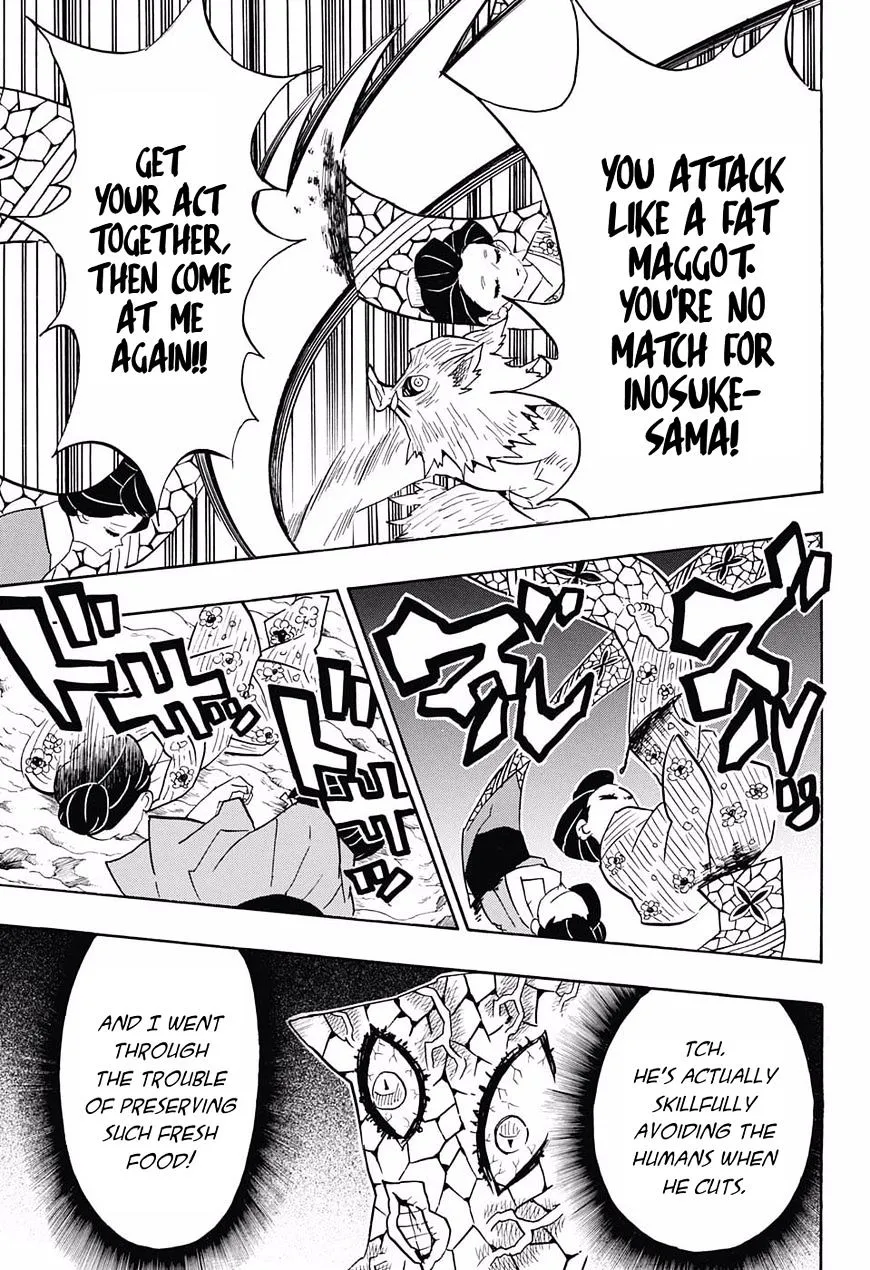 YOU ATTACK
LIKE A FAT
MAGGOT.
YOU'RE NO
MATCH FOR
INOSUKE-
SAMA!
GET
YOUR ACT
TOGETHER,
THEN COME
AT ME
AGAIN!!
TCH,
HE'S ACTUALLY
SKILLFULLY
AVOIDING THE
HUMANS WHEN
HE CUTS.
AND I WENT
THROUGH
THE TROUBLE
OF PRESERVING
SUCH FRESH
FOOD!